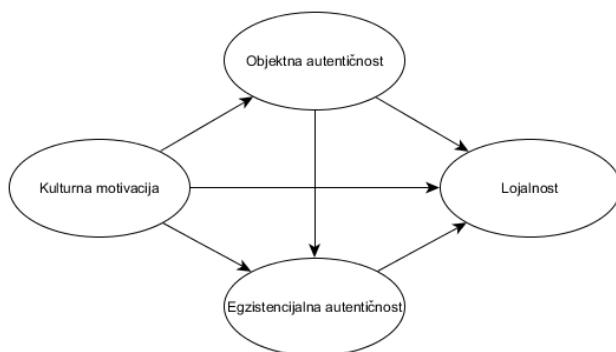 Objektna autentičnost
Kulturna motivacija
Lojalnost
Egzistencijalna autentičnost